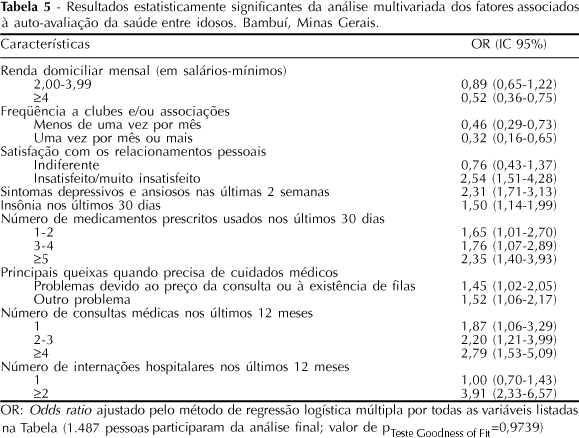 Tabela 5 - Resultados estatisticamente significantes da análise multivariada dos fatores associados
à auto-avaliação da saúde entre idosos. Bambuí, Minas Gerais.
Características OR (IC 95%)
Renda domiciliar mensal (em salários-mínimos)
2,00-3,99 0,89 (0,65-1,22)
≥4 0,52 (0,36-0,75)
Freqüência a clubes e/ou associações
Menos de uma vez por mês 0,46 (0,29-0,73)
Uma vez por mês ou mais 0,32 (0,16-0,65)
Satisfação com os relacionamentos pessoais
Indiferente 0,76 (0,43-1,37)
Insatisfeito/muito insatisfeito 2,54 (1,51-4,28)
Sintomas depressivos e ansiosos nas últimas 2 semanas 2,31 (1,71-3,13)
Insônia nos últimos 30 dias 1,50 (1,14-1,99)
Número de medicamentos prescritos usados nos últimos 30 dias
1-2 1,65 (1,01-2,70)
3-4 1,76 (1,07-2,89)
≥5 2,35 (1,40-3,93)
Principais queixas quando precisa de cuidados médicos
Problemas devido ao preço da consulta ou à existência de filas 1,45 (1,02-2,05)
Outro problema 1,52 (1,06-2,17)
Número de consultas médicas nos últimos 12 meses
1 1,87 (1,06-3,29)
2-3 2,20 (1,21-3,99)
≥4 2,79 (1,53-5,09)
Número de internações hospitalares nos últimos 12 meses
1 1,00 (0,70-1,43)
≥2 3,91 (2,33-6,57)
OR: Odds ratio ajustado pelo método de regressão logística múltipla por todas as variáveis listadas
na Tabela (1.487 pessoas participaram da análise final; valor de pTeste Goodness of Fit=0,9739)